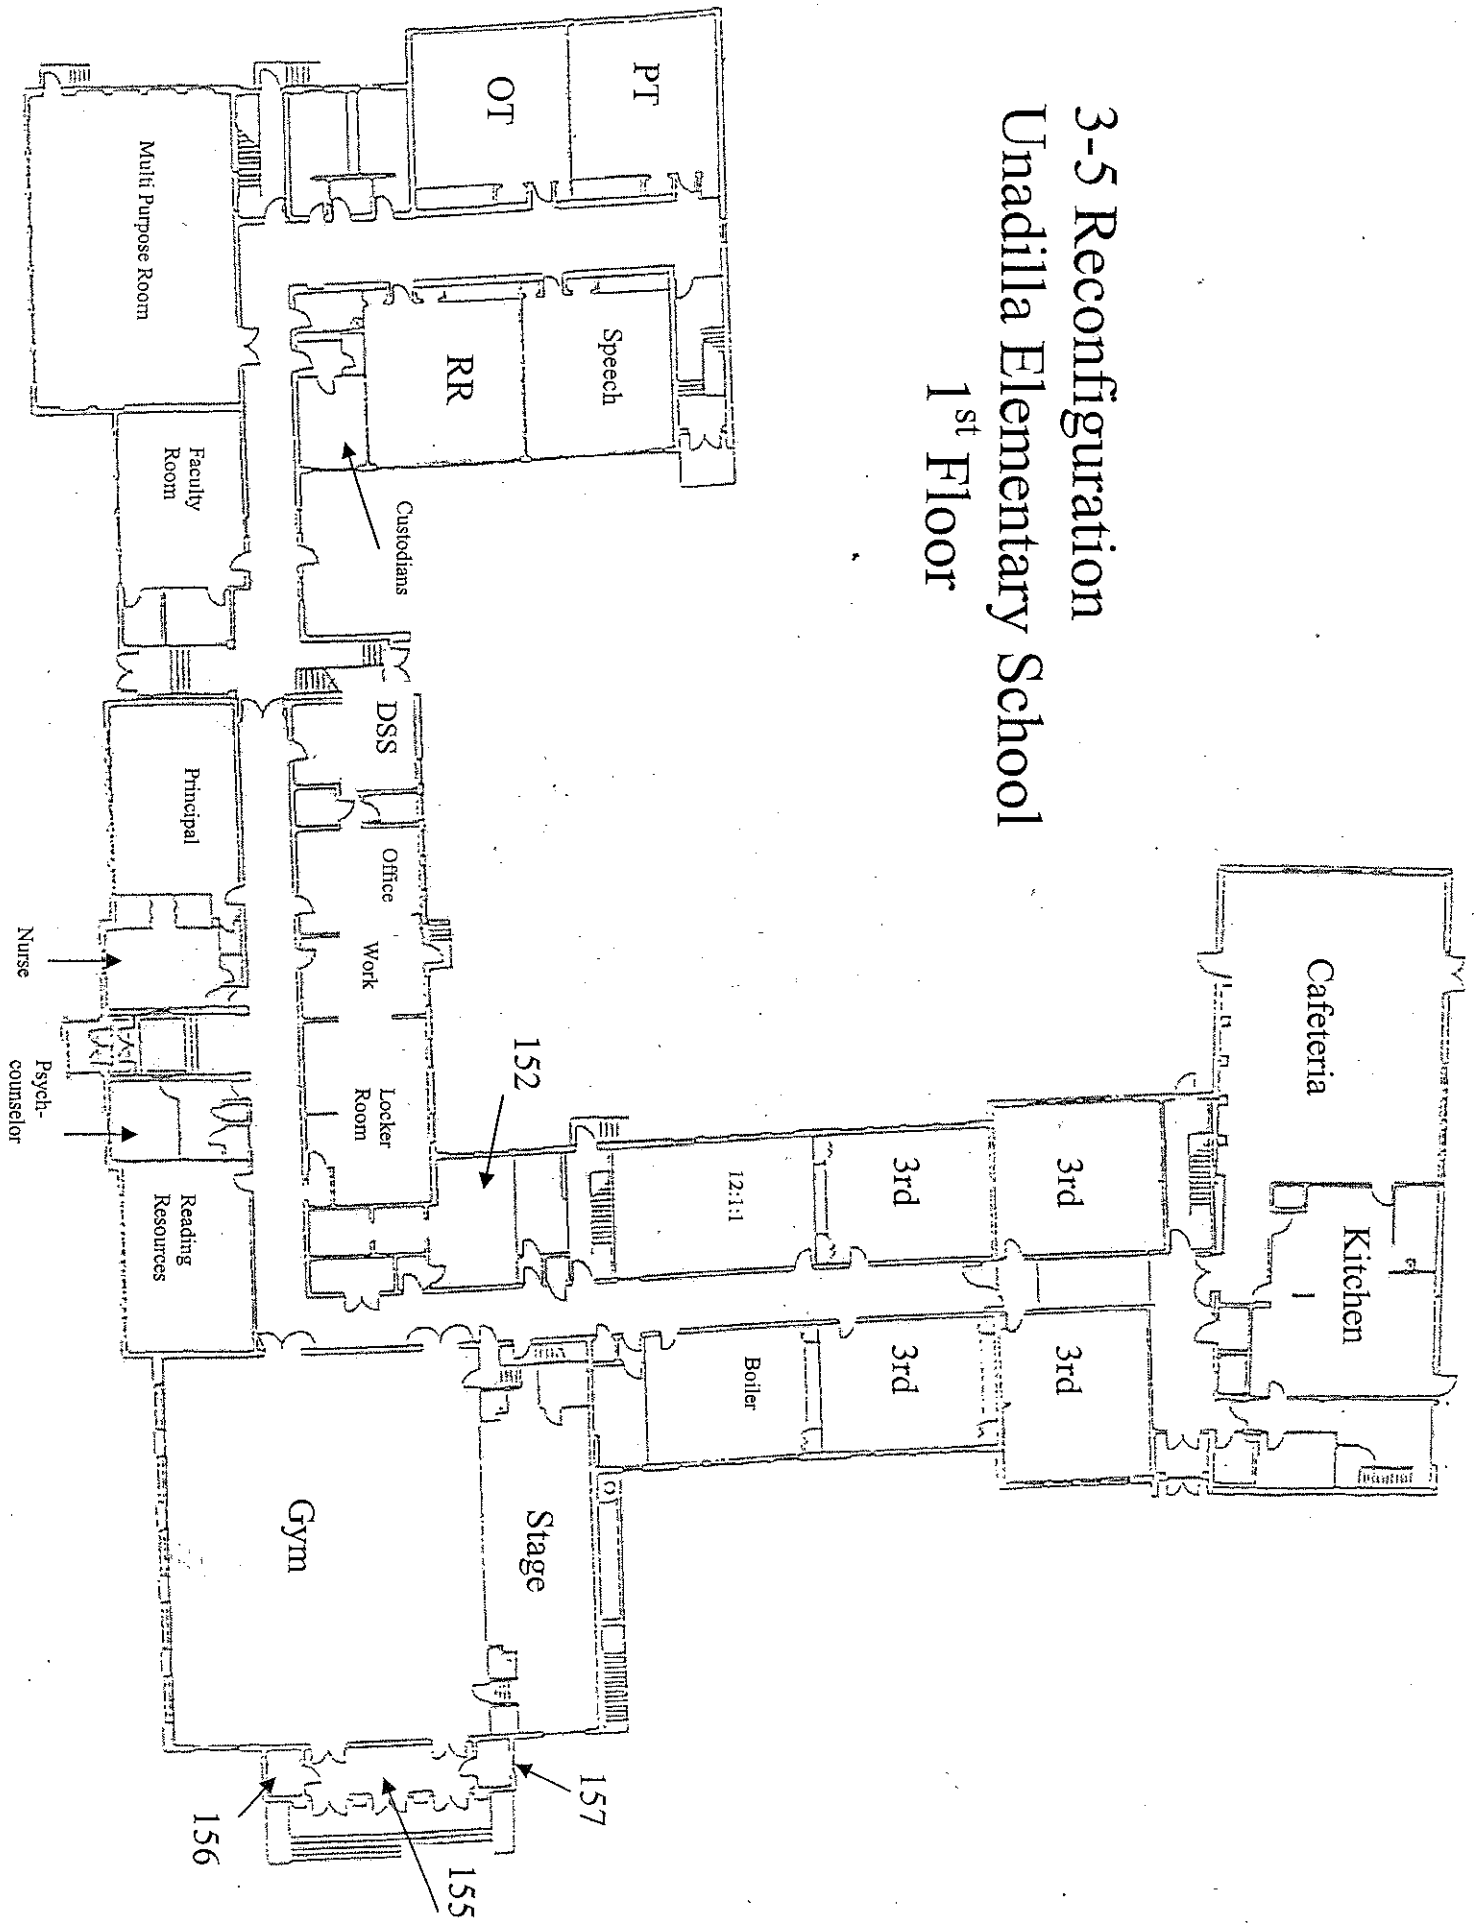 3-5 Reconfiguration
Unadilla Elementary School
1st Floor
Cafeteria
Kitchen
PT
OT
Speech
RR
Custodians
Multi Purpose Room
Faculty
Room
DSS
Office
Work
Locker
Room
152
12:1:1
3rd
3rd
3rd
3rd
Boiler
Principal
Nurse
Psych-
counselor
Reading
Resources
Gym
Stage
157
155
156